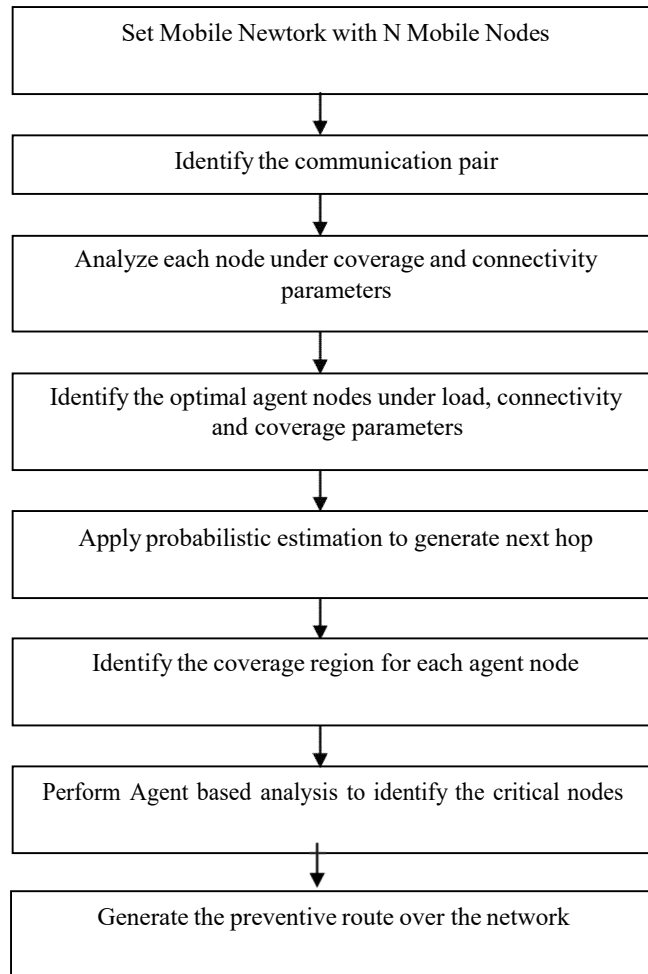 Set Mobile Newtork with N Mobile Nodes
Identify the communication pair
Analyze each node under coverage and connectivity
parameters
Identify the optimal agent nodes under load, connectivity
and coverage parameters
Apply probabilistic estimation to generate next hop
Identify the coverage region for each agent node
Perform Agent based analysis to identify the critical nodes
Generate the preventive route over the network